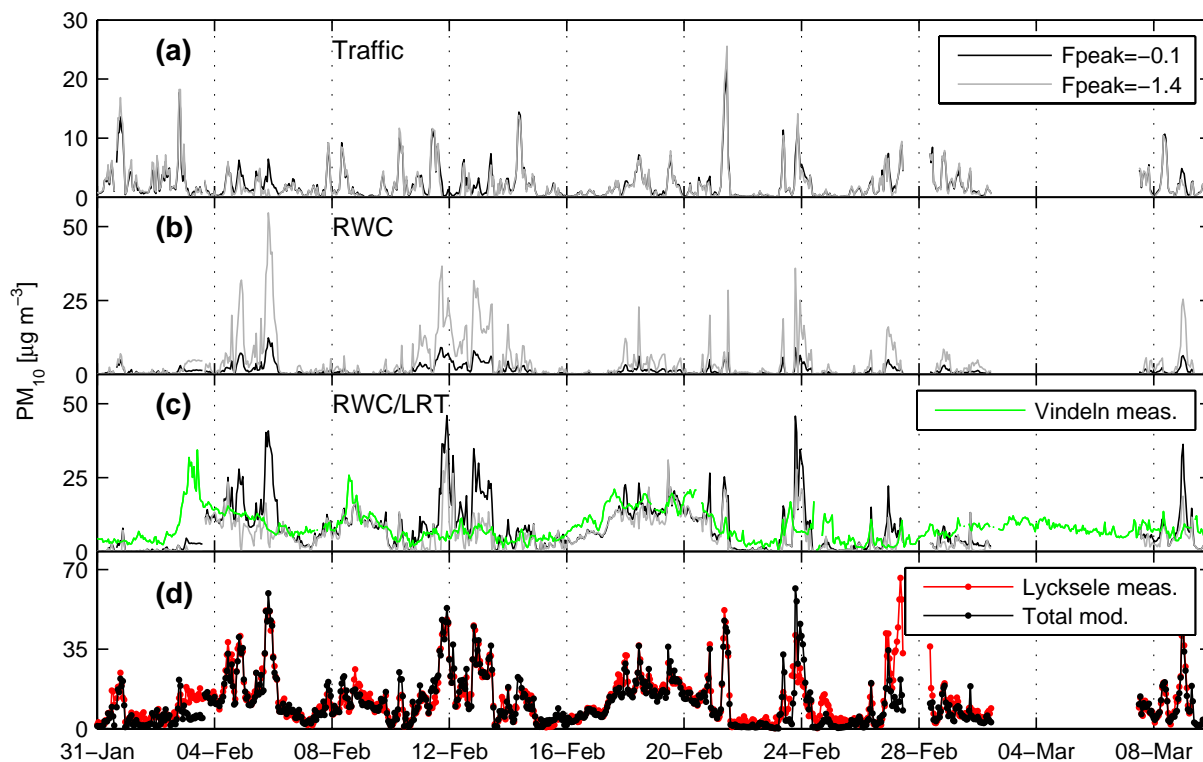 30
(a)
Traffic
Fpeak=−0.1
Fpeak=−1.4
20
10
0
(b)
RWC
50
25
0
PM10 [µg m−3]
(c)
RWC/LRT
Vindeln meas.
50
25
0
70
(d)
Lycksele meas.
Total mod.
35
0
31−Jan 04−Feb 08−Feb 12−Feb 16−Feb 20−Feb 24−Feb 28−Feb 04−Mar 08−Mar